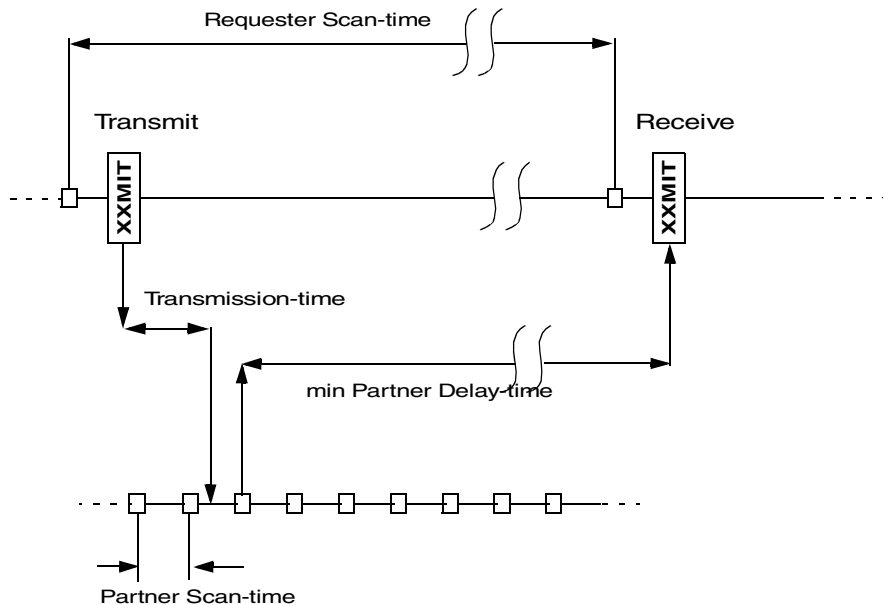 Requester Scan-time
Transmit
Receive
XXMIT
XXMIT
Transmission-time
min Partner Delay-time
Partner Scan-time